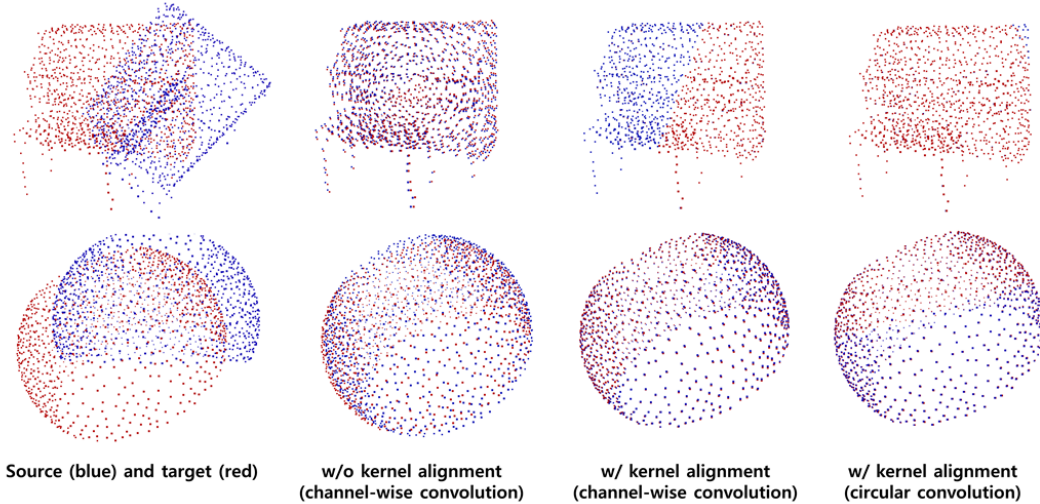 Source (blue) and target (red)
w/o kernel alignment
(channel-wise convolution)
w/ kernel alignment
(channel-wise convolution)
w/ kernel alignment
(circular convolution)